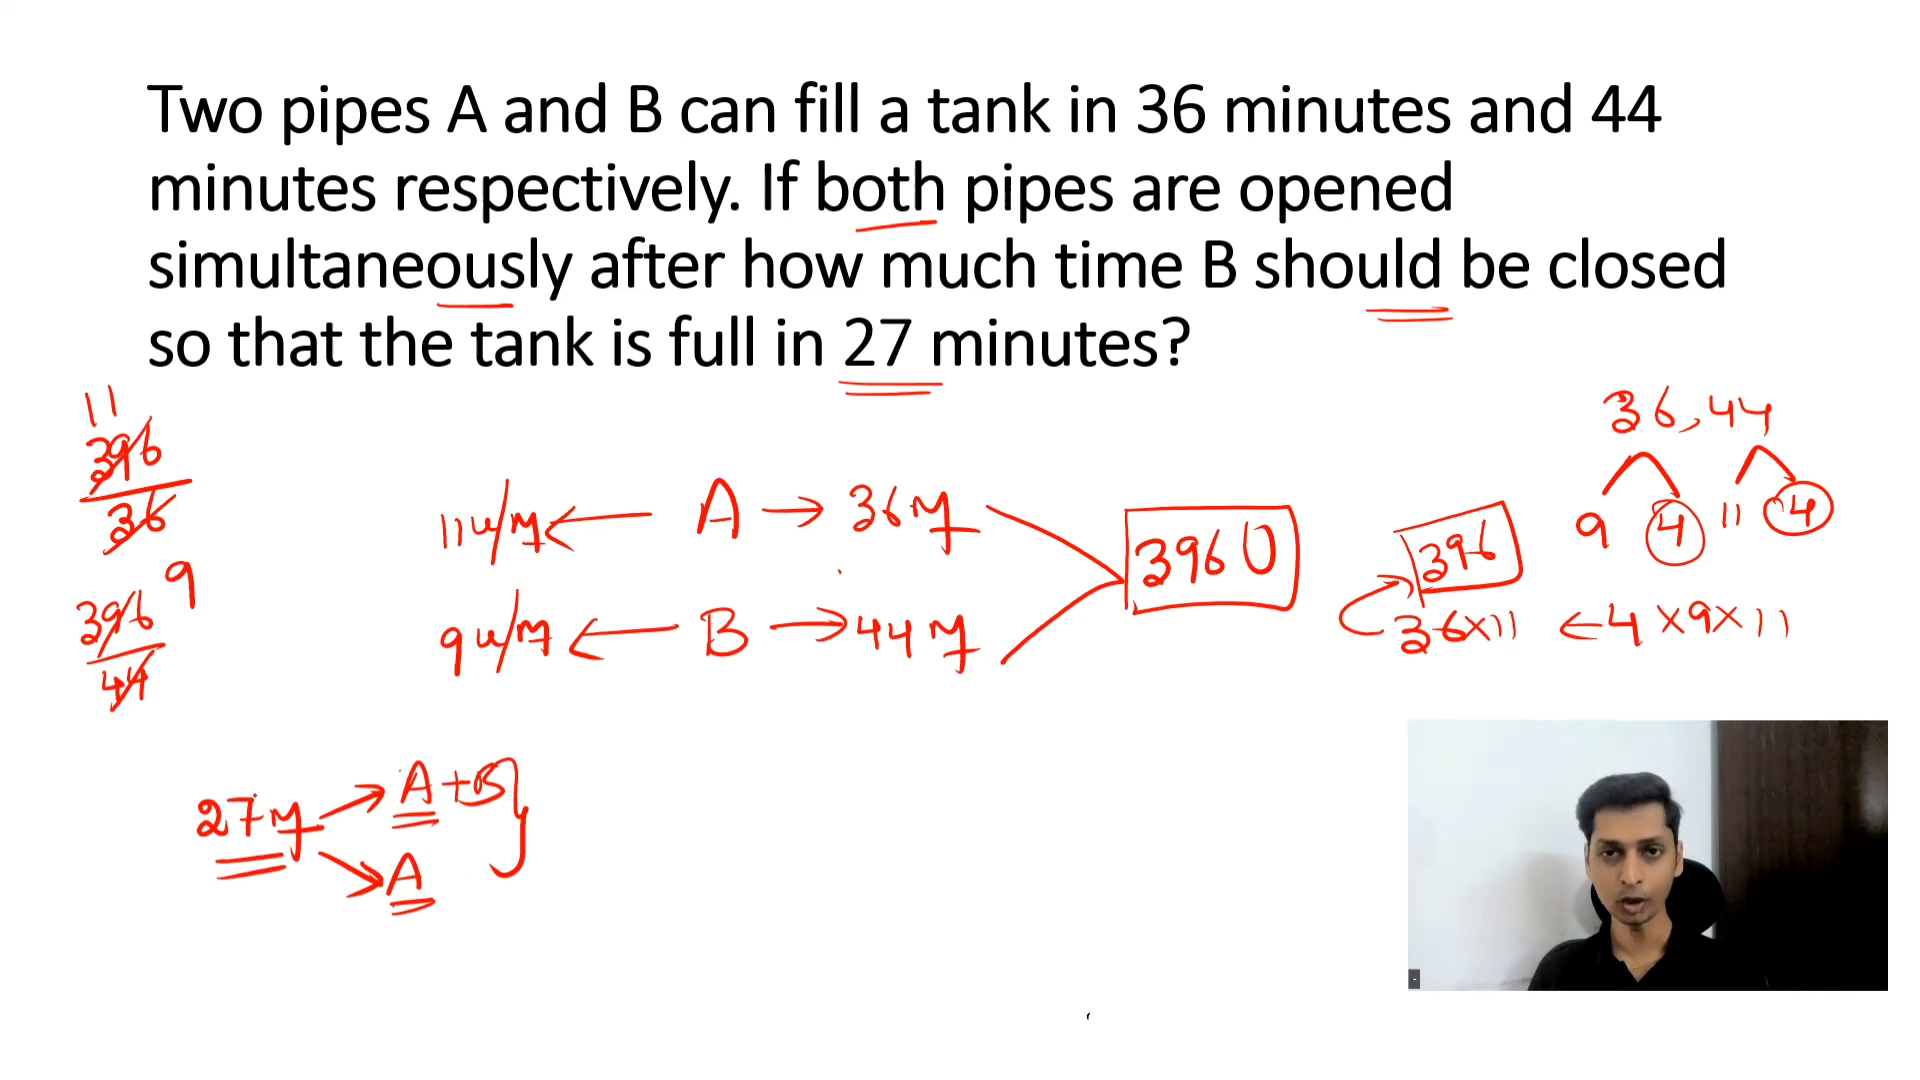 Two pipes A and B can fill a tank in 36 minutes and 44
minutes respectively. If both pipes are opened
simultaneously after how much time B should be closed
so that the tank is full in 27 minutes?
11
396
36
396 9
44
11u/M ← A → 36M
9u/M ← B → 44M
396 U
36, 44
9 4 11 4
396
36×11 ← 4×9×11
27M → A+B
→ A